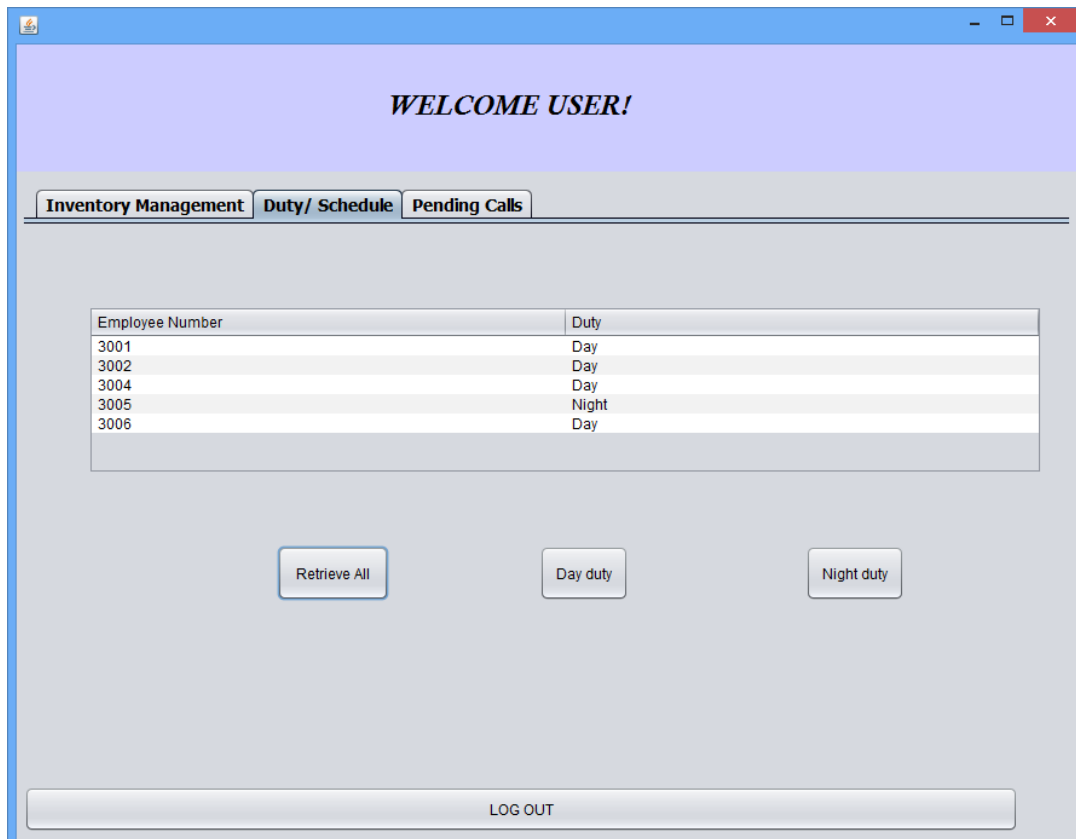 WELCOME USER!
Inventory Management Duty/ Schedule Pending Calls
Employee Number Duty
3001 Day
3002 Day
3004 Day
3005 Night
3006 Day
Retrieve All Day duty Night duty
LOG OUT